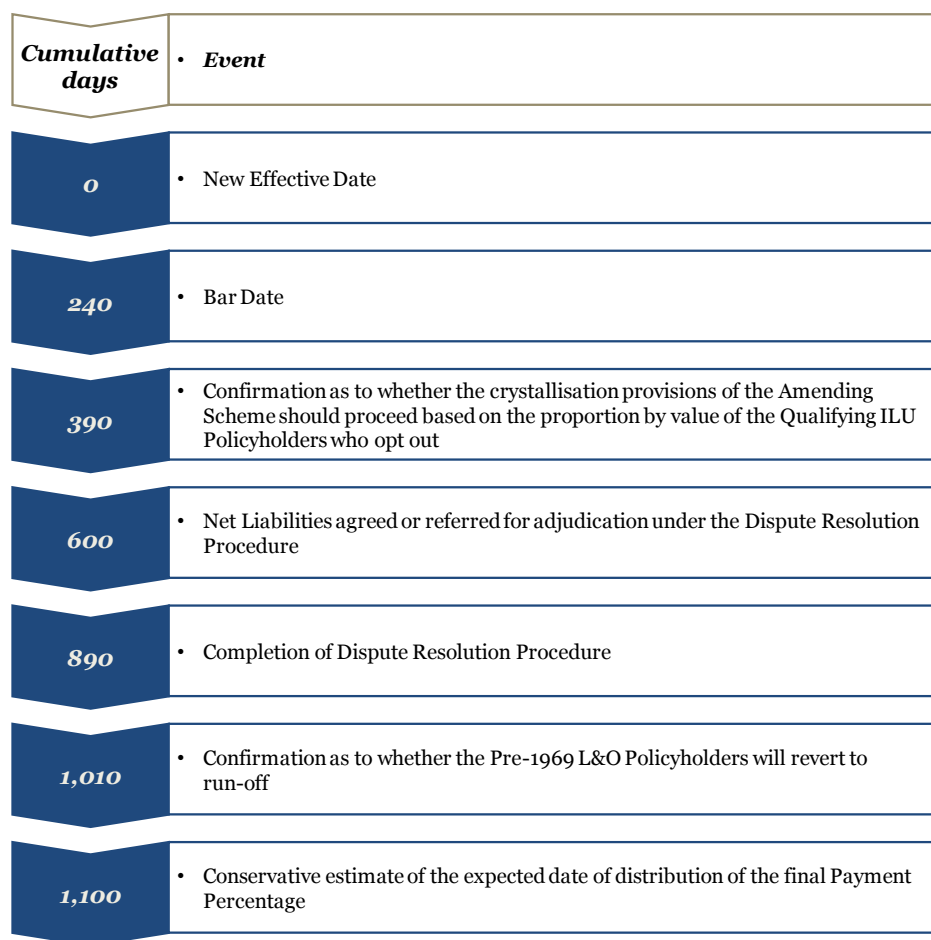 Cumulative
days
• Event
0
• New Effective Date
240
• Bar Date
390
• Confirmation as to whether the crystallisation provisions of the Amending
Scheme should proceed based on the proportion by value of the Qualifying ILU
Policyholders who opt out
600
• Net Liabilities agreed or referred for adjudication under the Dispute Resolution
Procedure
890
• Completion of Dispute Resolution Procedure
1,010
• Confirmation as to whether the Pre-1969 L&O Policyholders will revert to
run-off
1,100
• Conservative estimate of the expected date of distribution of the final Payment
Percentage